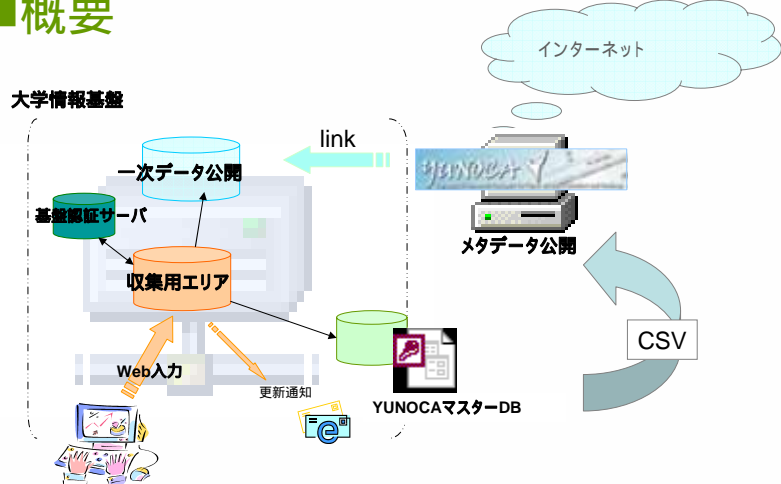 ■概要
インターネット
大学情報基盤
link
一次データ公開
YUNOCA
基盤認証サーバ
メタデータ公開
収集用エリア
CSV
Web入力
更新通知
YUNOCAマスターDB